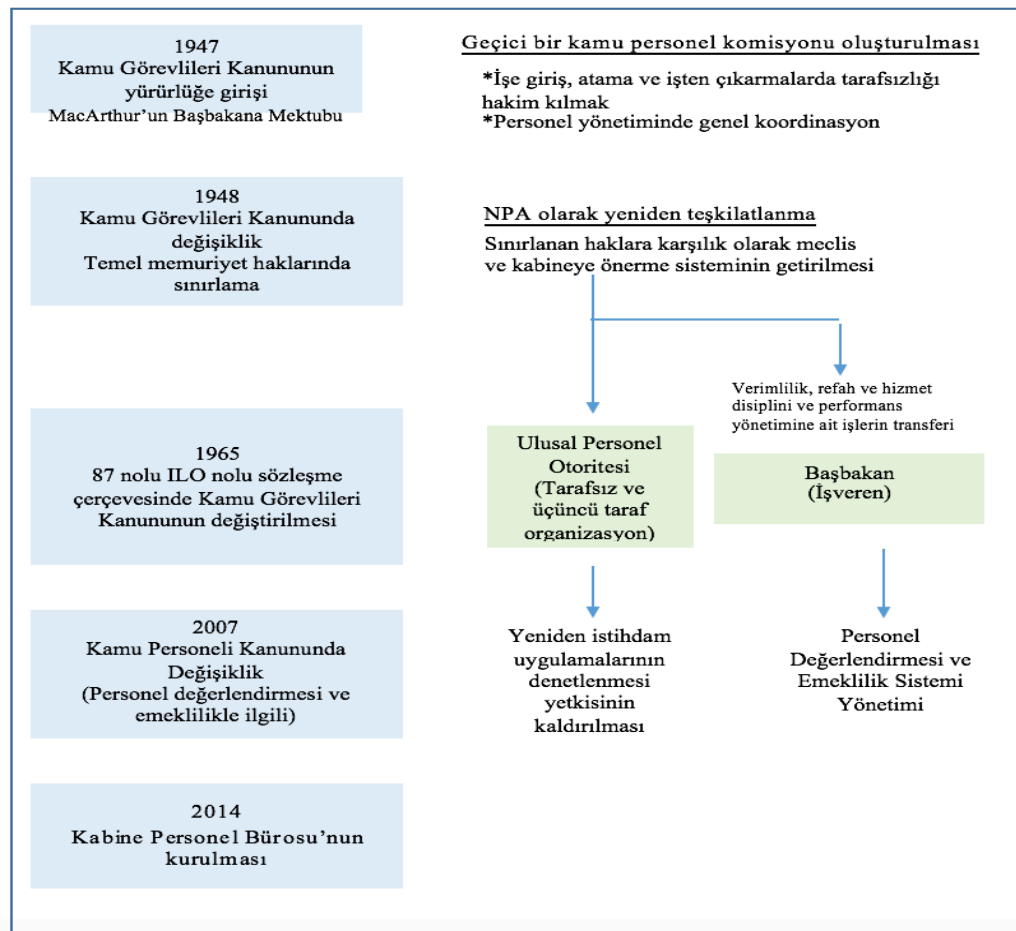 1947
Kamu Görevlileri Kanununun
yürürlüğe girişi
MacArthur’un Başbakana Mektubu
Geçici bir kamu personel komisyonu oluşturulması
*İşe giriş, atama ve işten çıkarmalarda tarafsızlığı
hakim kılmak
*Personel yönetiminde genel koordinasyon
1948
Kamu Görevlileri Kanununda
değişiklik
Temel memuriyet haklarında
sınırlama
NPA olarak yeniden teşkilatlanma
Sınırlanan haklara karşılık olarak meclis
ve kabineye önerme sisteminin getirilmesi
Verimlilik, refah ve hizmet
disiplini ve performans
yönetimine ait işlerin transferi
1965
87 nolu ILO nolu sözleşme
çerçevesinde Kamu Görevlileri
Kanununun değiştirilmesi
Ulusal Personel
Otoritesi
(Tarafsız ve
üçüncü taraf
organizasyon)
Başbakan
(İşveren)
2007
Kamu Personeli Kanununda
Değişiklik
(Personel değerlendirmesi ve
emeklilikle ilgili)
Yeniden istihdam
uygulamalarının
denetlenmesi
yetkisinin
kaldırılması
Personel
Değerlendirmesi ve
Emeklilik Sistemi
Yönetimi
2014
Kabine Personel Bürosu’nun
kurulması